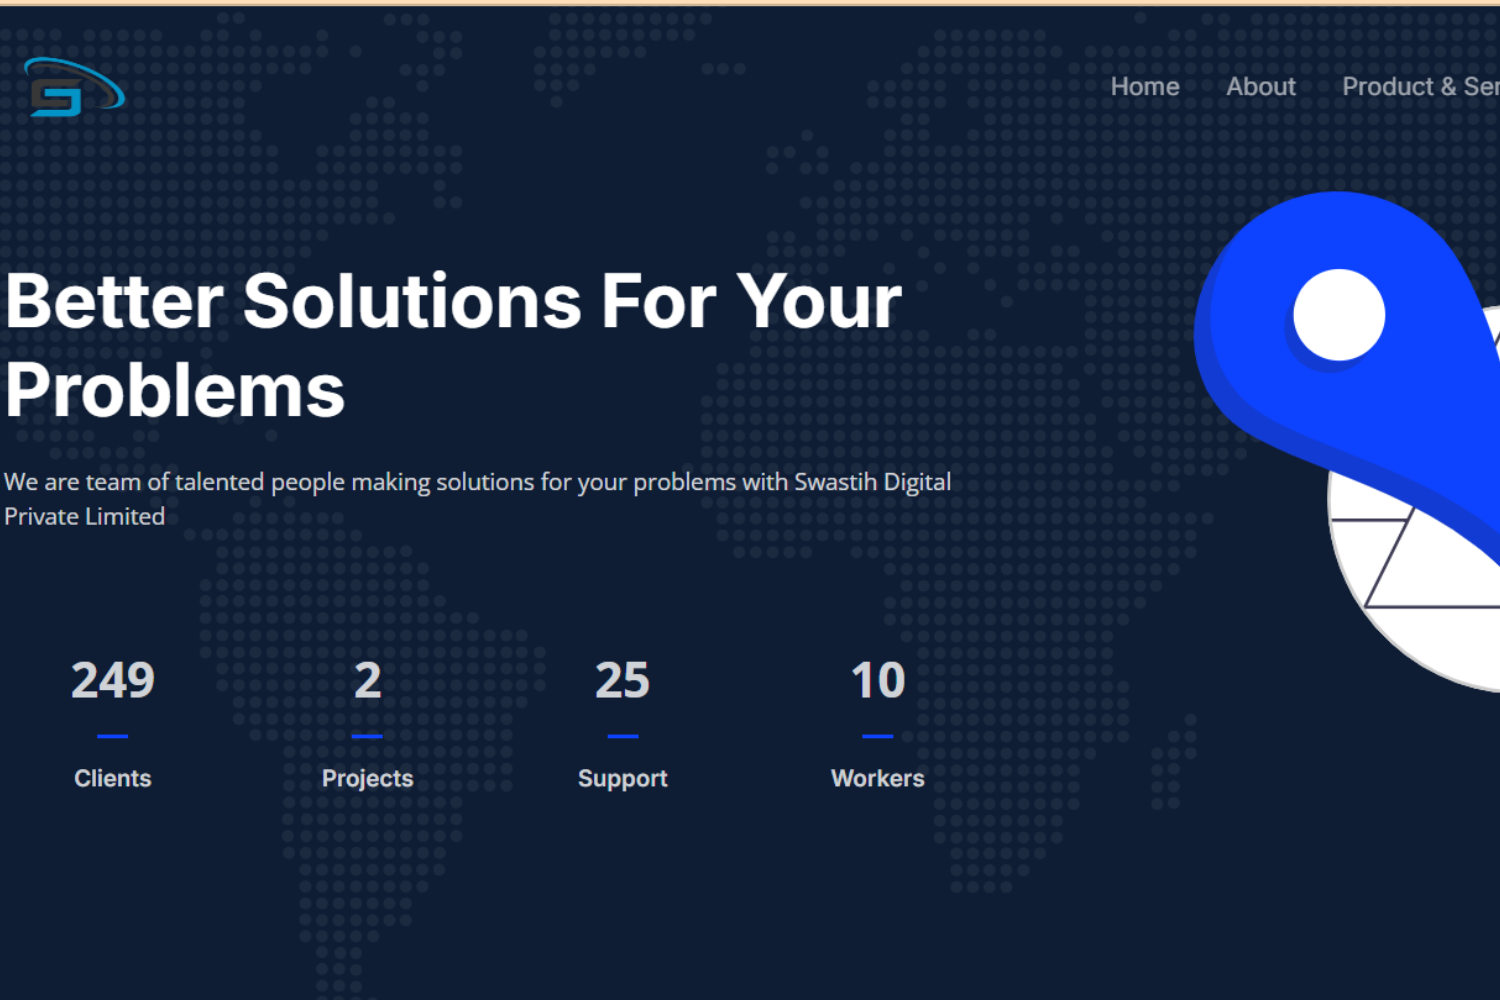 Home About Product & Ser
Better Solutions For Your
Problems
We are team of talented people making solutions for your problems with Swastih Digital
Private Limited
249 2 25 10
Clients Projects Support Workers